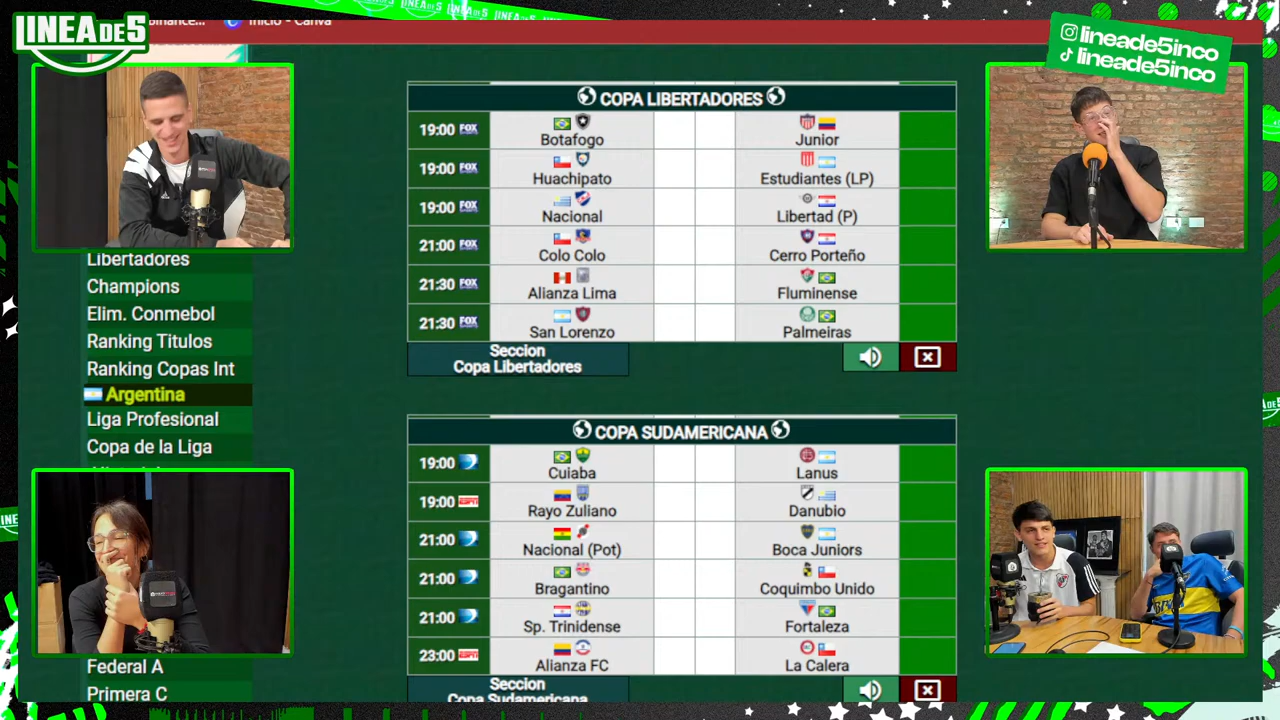 LINEADE5
Inicio - Canva
lineade5inco
lineade5inco
COPA LIBERTADORES
19:00 FOX Botafogo Junior
19:00 FOX Huachipato Estudiantes (LP)
19:00 FOX Nacional Libertad (P)
21:00 FOX Colo Colo Cerro Porteño
21:30 FOX Alianza Lima Fluminense
21:30 FOX San Lorenzo Palmeiras
Seccion
Copa Libertadores
COPA SUDAMERICANA
19:00 Cuiaba Lanus
19:00 ESPN Rayo Zuliano Danubio
21:00 Nacional (Pot) Boca Juniors
21:00 Bragantino Coquimbo Unido
21:00 Sp. Trinidense Fortaleza
23:00 ESPN Alianza FC La Calera
Seccion
Copa Sudamericana
Libertadores
Champions
Elim. Conmebol
Ranking Titulos
Ranking Copas Int
Argentina
Liga Profesional
Copa de la Liga
Federal A
Primera C